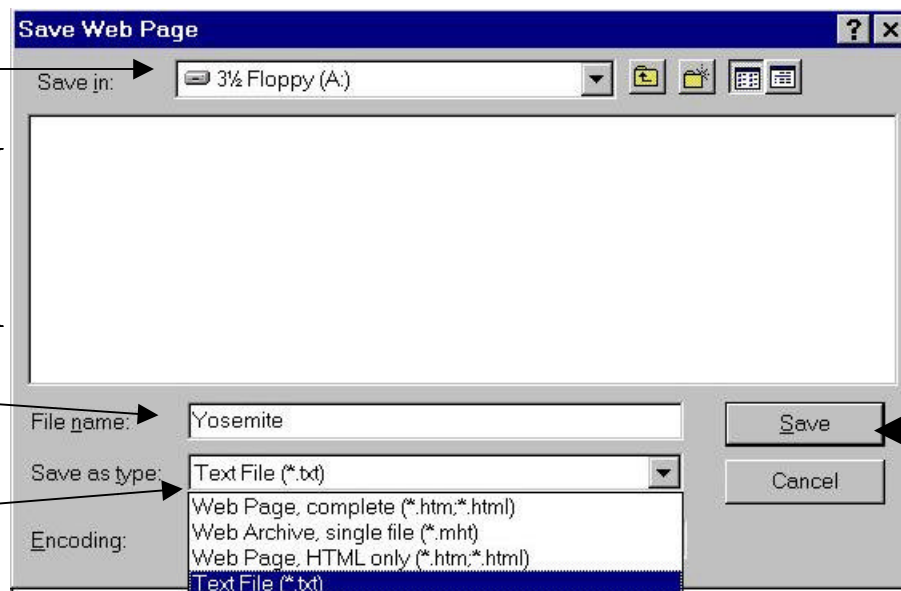 Save Web Page
Save in: 3½ Floppy (A:)
File name: Yosemite
Save
Save as type: Text File (*.txt)
Cancel
Web Page, complete (*.htm;*.html)
Web Archive, single file (*.mht)
Encoding:
Web Page, HTML only (*.htm;*.html)
Text File (*.txt)